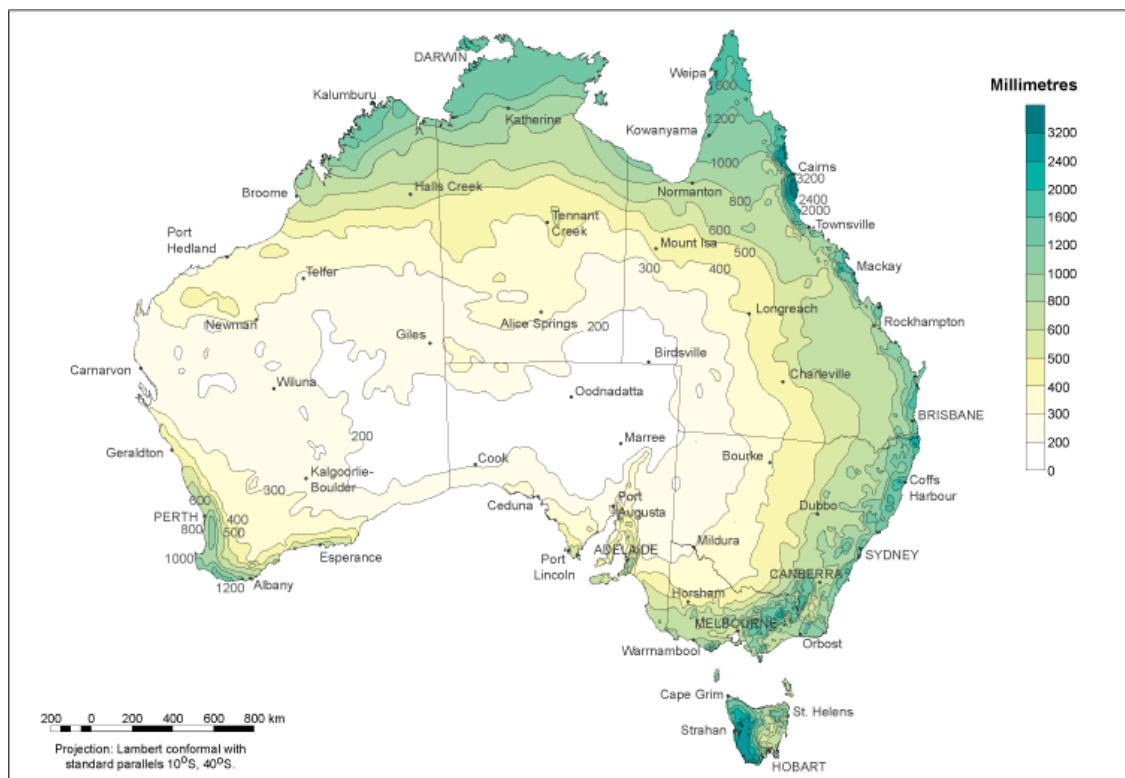 DARWIN
Weipa
1600
Millimetres
Kalumburu
3200
Katherine
1200
2400
Kowanyama
2000
1000
Cairns
3200
1600
Broome
Halls Creek
Normanton
800
2400
2000
1200
Tennant
Creek
600
Townsville
1000
Port
Hedland
Mount Isa
500
800
300
400
Mackay
600
Telfer
500
Newman
Alice Springs
200
Longreach
Rockhampton
400
Giles
Birdsville
300
Carnarvon
Wiluna
Oodnadatta
Charleville
200
BRISBANE
0
200
Marree
Geraldton
Cook
Bourke
Kalgoorlie-
Boulder
300
Coffs
Harbour
600
Ceduna
Port
Augusta
Dubbo
PERTH
400
800
500
ADELAIDE
Mildura
SYDNEY
1000
Esperance
Port
Lincoln
CANBERRA
1200
Albany
Horsham
MELBOURNE
Orbost
Warrnambool
Cape Grim
St. Helens
200 0 200 400 600 800 km
Strahan
Projection: Lambert conformal with
standard parallels 10°S, 40°S.
HOBART